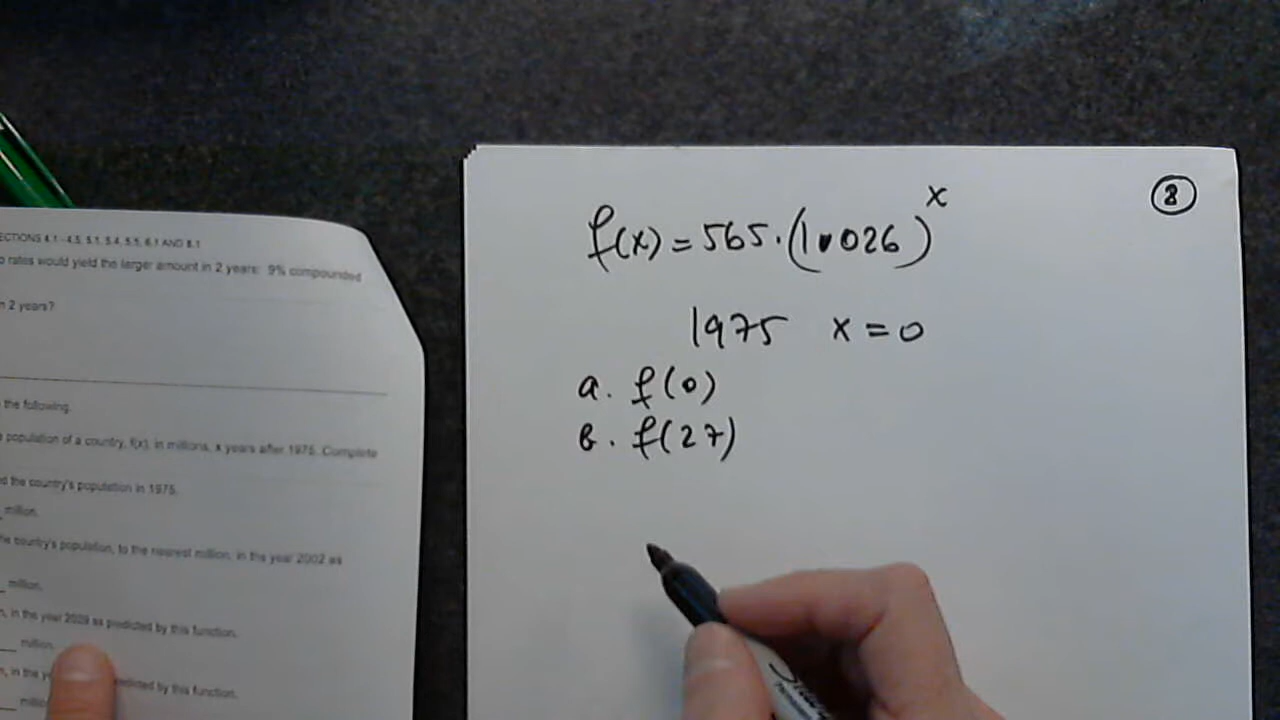 ECTIONS 4.1 - 4.5, 5.1, 5.4, 5.5, 6.1 AND 8.1
o rates would yield the larger amount in 2 years: 9% compounded
n 2 years?
the following.
population of a country, f(x), in millions, x years after 1975. Complete
d the country's population in 1975.
million.
he country's population, to the nearest million, in the year 2002 as
million.
n, in the year 2029 as predicted by this function.
million.
n, in the predicted by this function.
8
f(x) = 565 . (1.026)^x
1975 x = 0
a. f(0)
b. f(27)